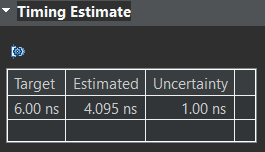 Timing Estimate
Target Estimated Uncertainty
6.00 ns 4.095 ns 1.00 ns